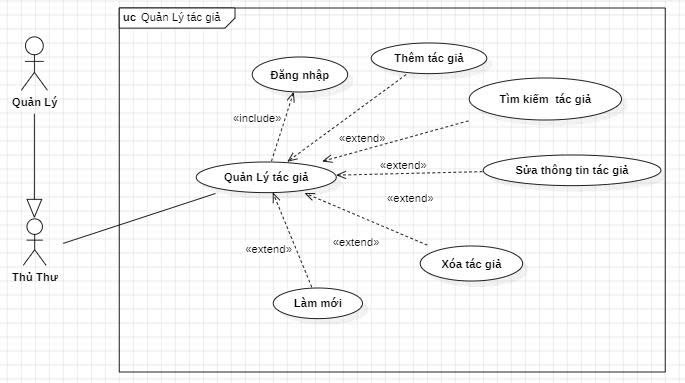 uc Quản Lý tác giả
Quản Lý
Thủ Thư
Đăng nhập
Thêm tác giả
Tìm kiếm tác giả
«include»
«extend»
«extend»
Sửa thông tin tác giả
Quản Lý tác giả
«extend»
«extend»
«extend»
Xóa tác giả
Làm mới